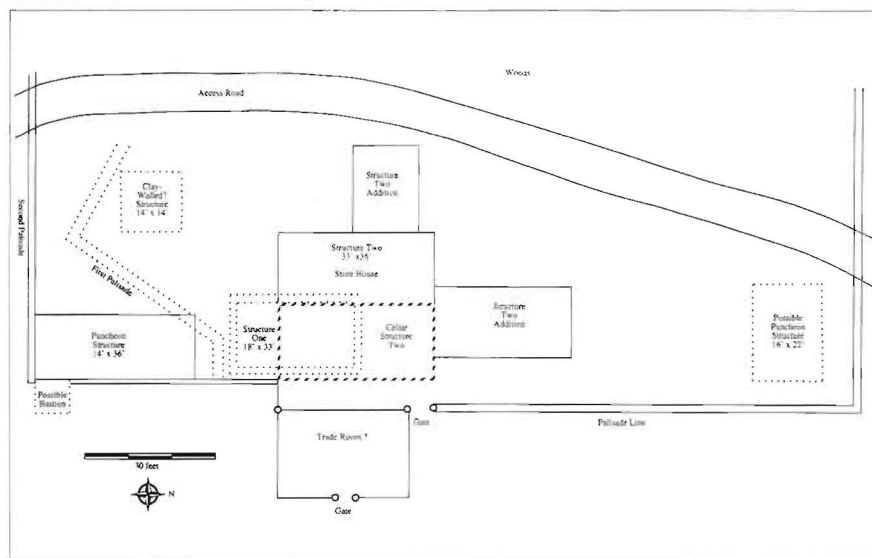 Woods
Access Road
Clay-
Walled?
Structure
14' x 14'
Structure
Two
Addition
Second Palisade
First Palisade
Structure Two
33' x36'
Store House
Puncheon
Structure
14' x 36'
Structure
One
18' x 33'
Cellar
Structure
Two
Structure
Two
Addition
Possible
Puncheon
Structure
16' x 22'
Possible
Bastion
Trade Room ?
Gate
Palisade Line
30 feet
N
Gate